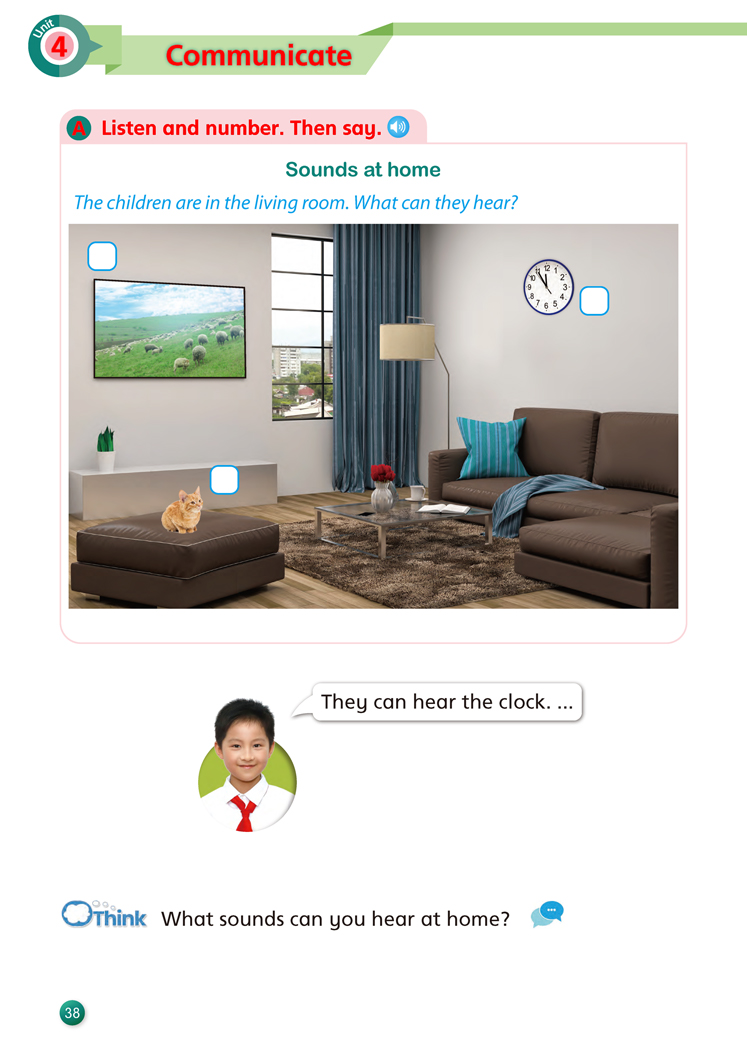 Unit
4
Communicate
A Listen and number. Then say.
Sounds at home
The children are in the living room. What can they hear?
11 12 1
10 2
9 3
8 4
7 6 5
They can hear the clock. ...
Think What sounds can you hear at home?
38